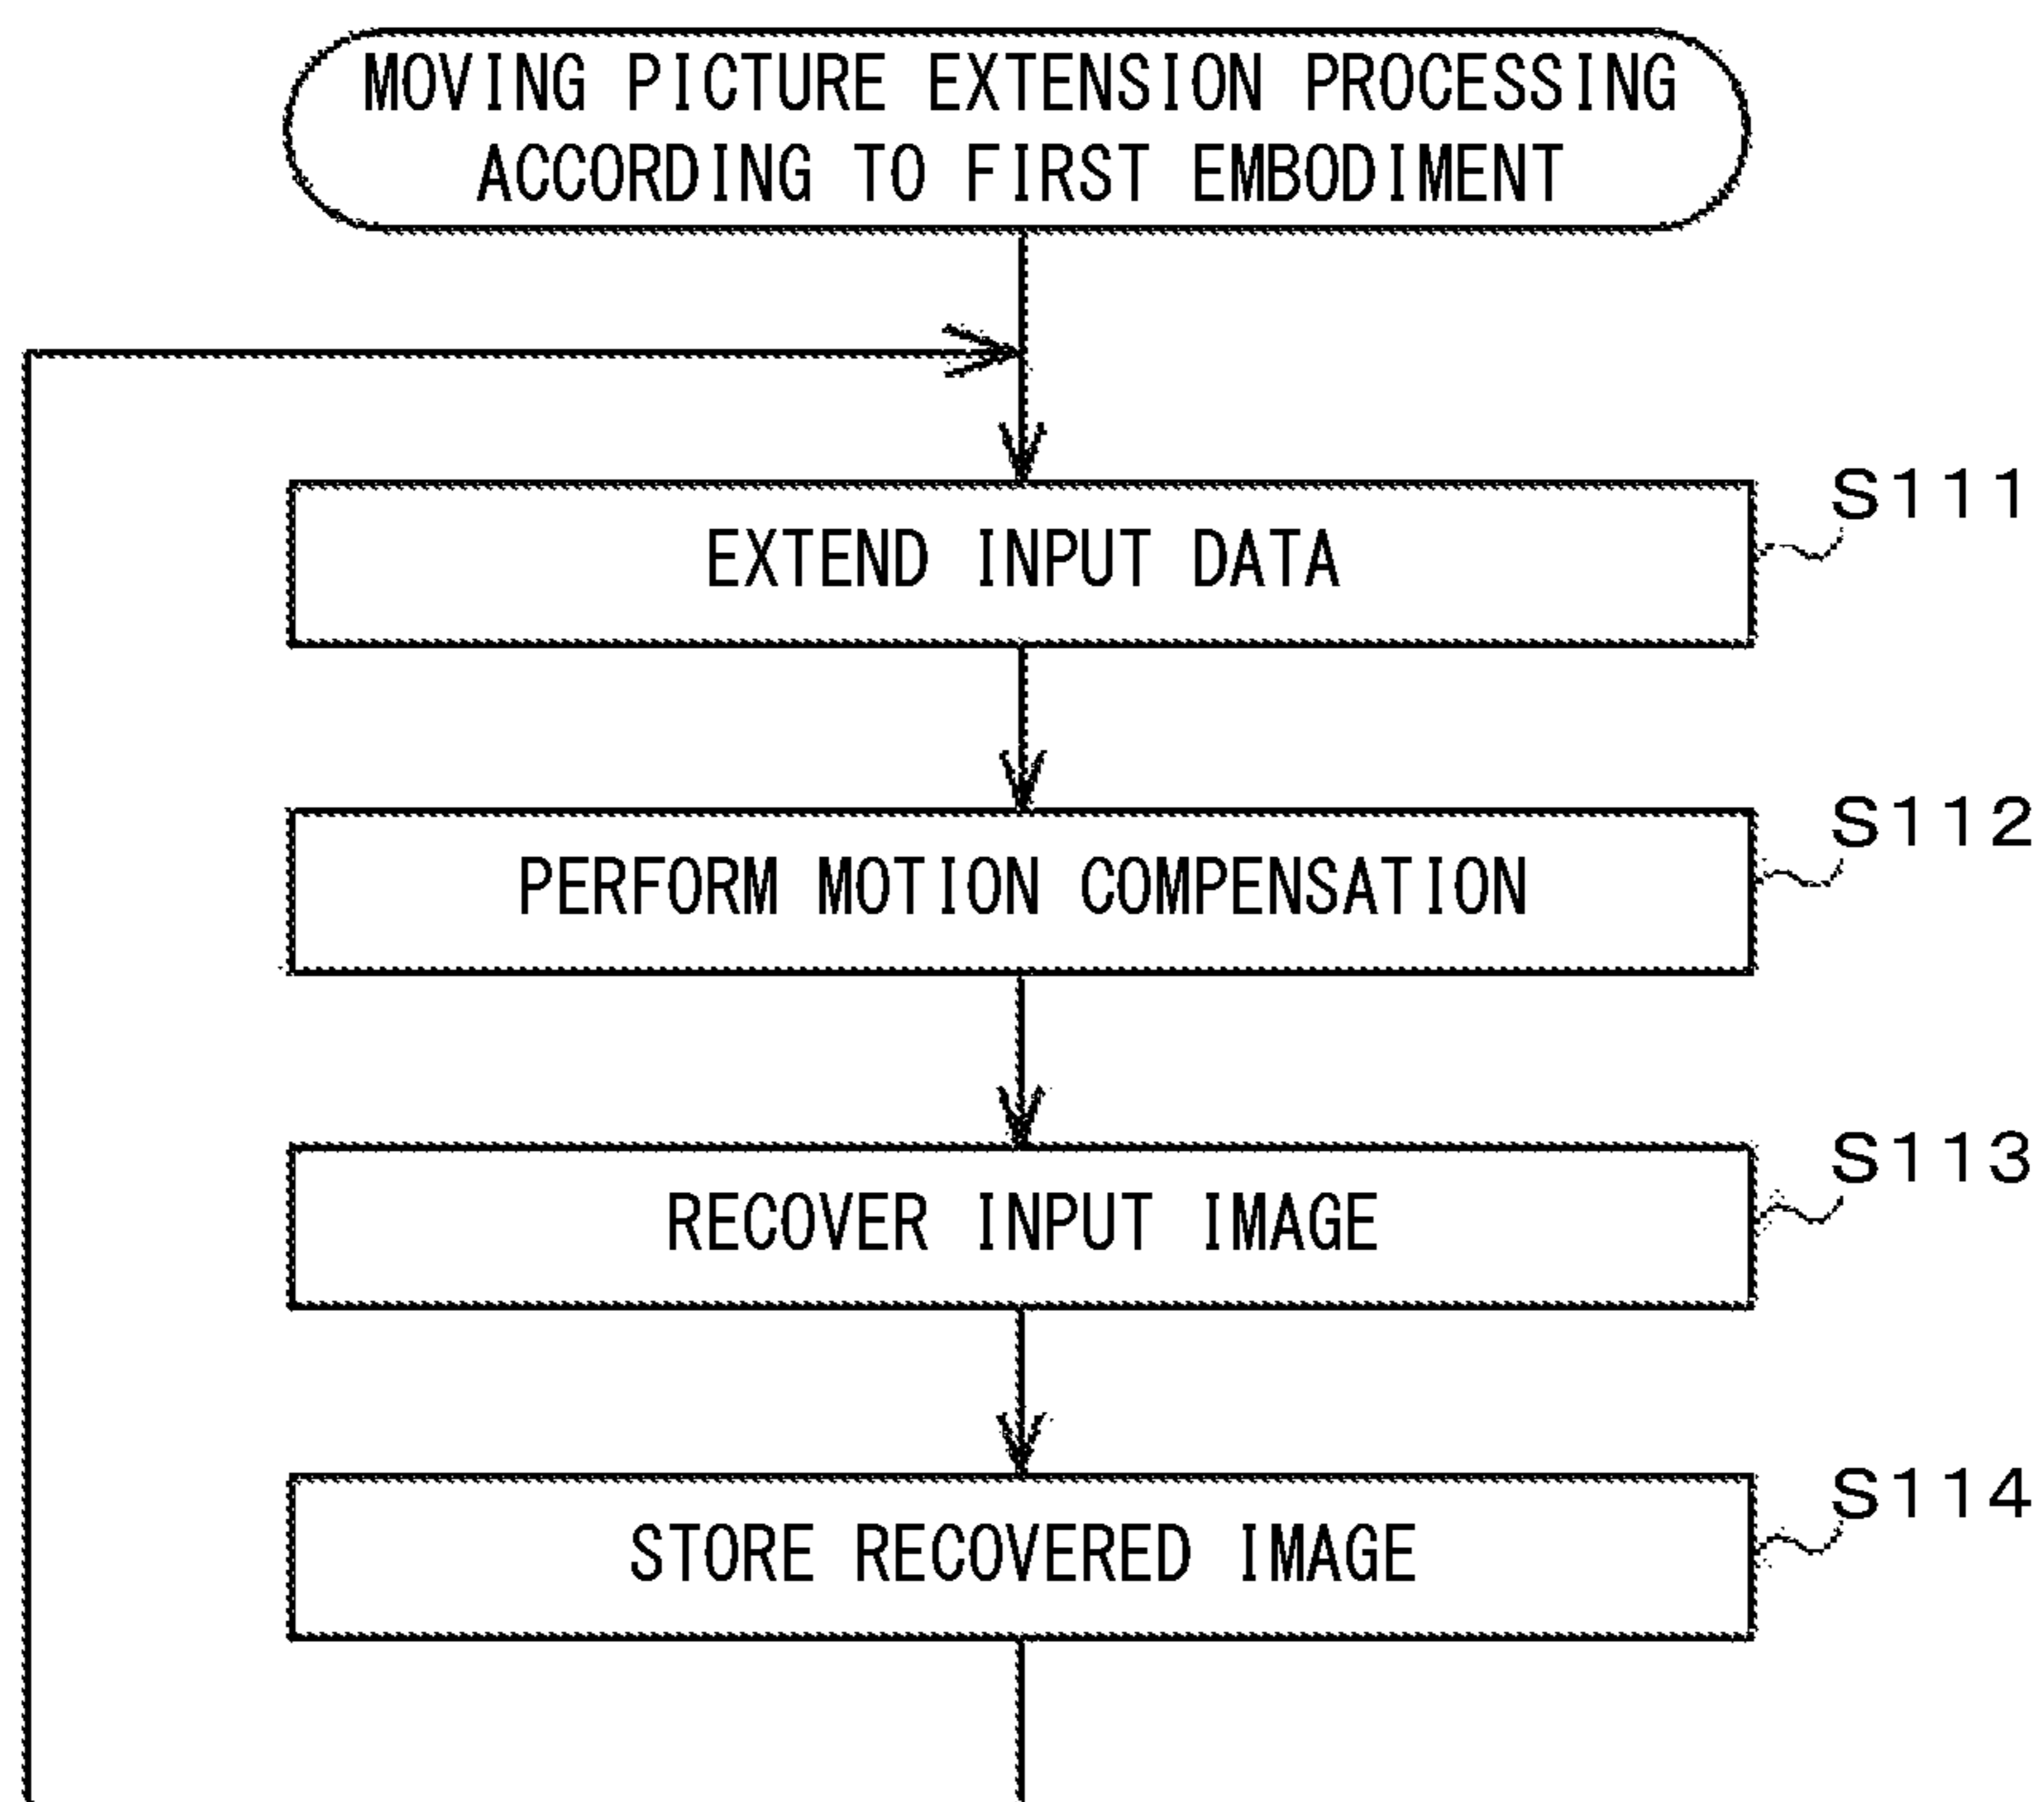 MOVING PICTURE EXTENSION PROCESSING
ACCORDING TO FIRST EMBODIMENT
S111
EXTEND INPUT DATA
S112
PERFORM MOTION COMPENSATION
S113
RECOVER INPUT IMAGE
S114
STORE RECOVERED IMAGE